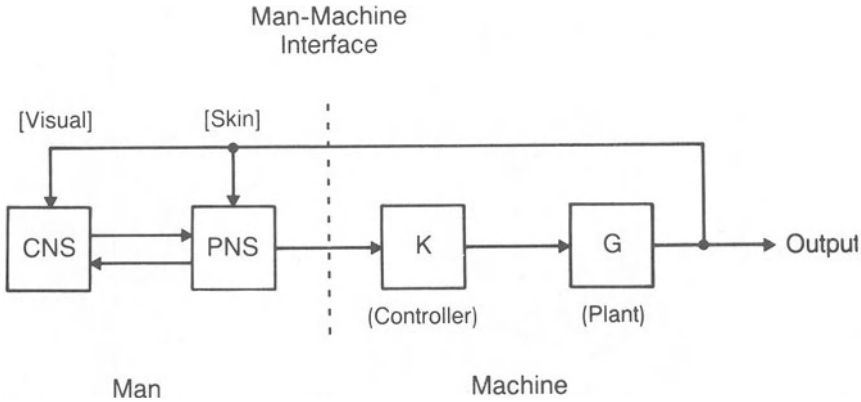 Man-Machine
Interface
[Visual]
[Skin]
CNS
PNS
K
G
Output
(Controller)
(Plant)
Man
Machine